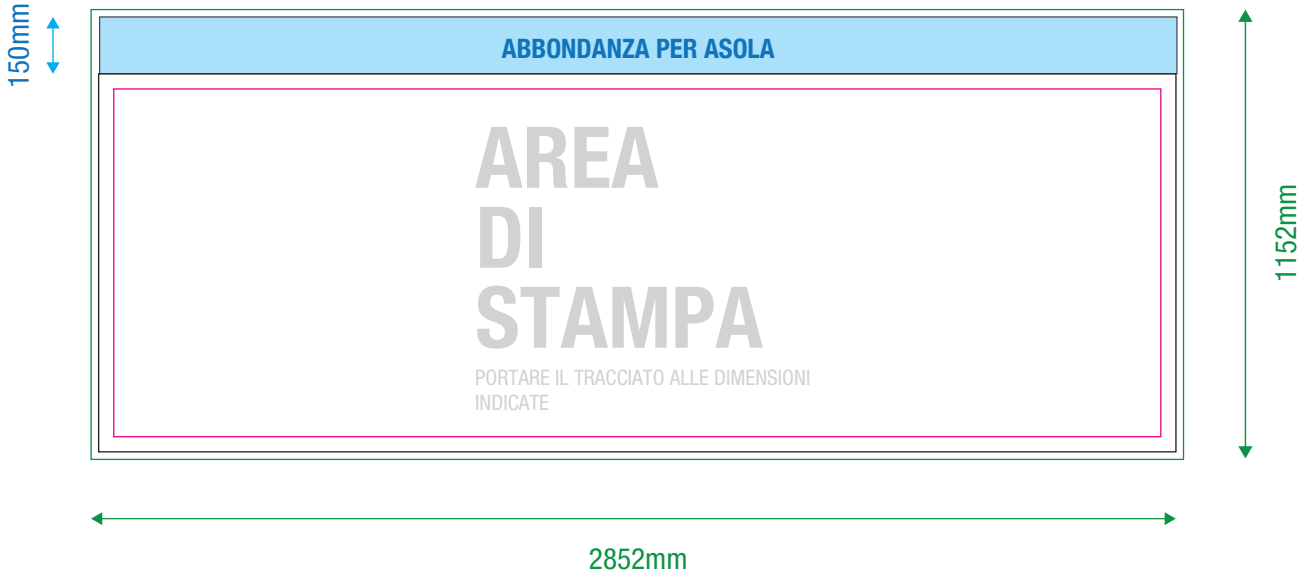 150mm
ABBONDANZA PER ASOLA
AREA
DI
STAMPA
PORTARE IL TRACCIATO ALLE DIMENSIONI
INDICATE
1152mm
2852mm